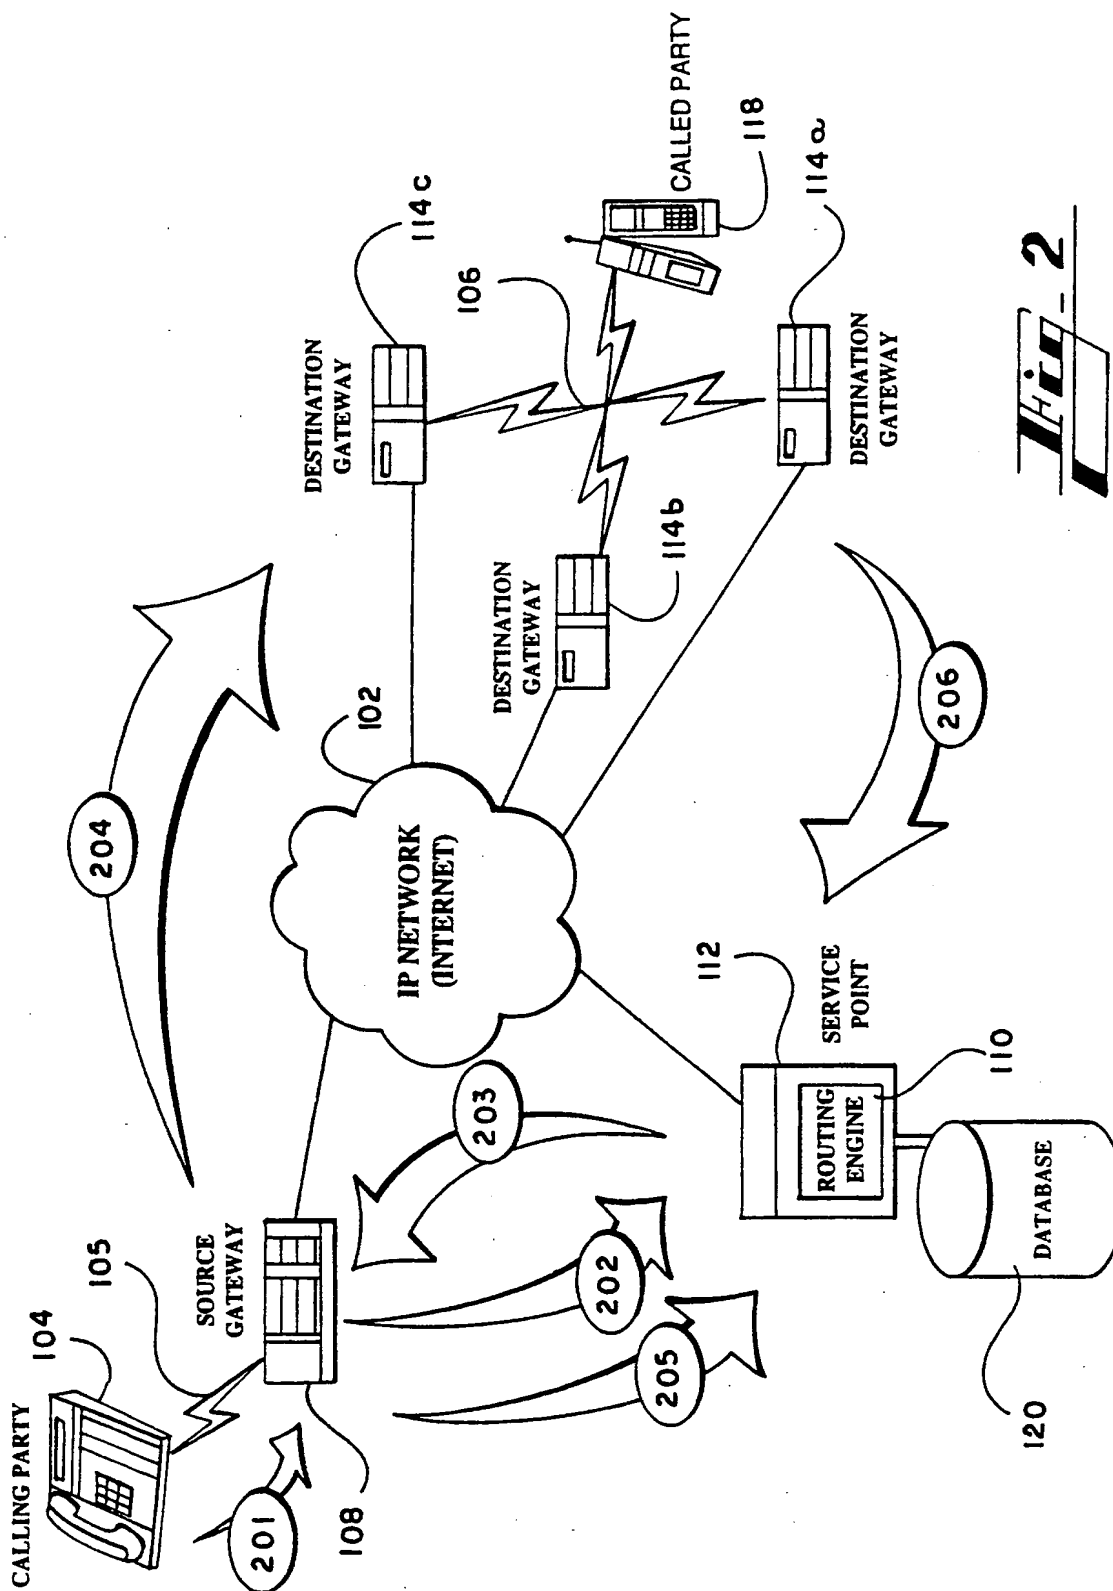 CALLING PARTY
104
105
201
108
SOURCE
GATEWAY
204
203
202
205
102
IP NETWORK
(INTERNET)
DESTINATION
GATEWAY
114c
106
CALLED PARTY
118
DESTINATION
GATEWAY
114b
114a
DESTINATION
GATEWAY
206
112
SERVICE
POINT
ROUTING
ENGINE
110
DATABASE
120
Fig_2